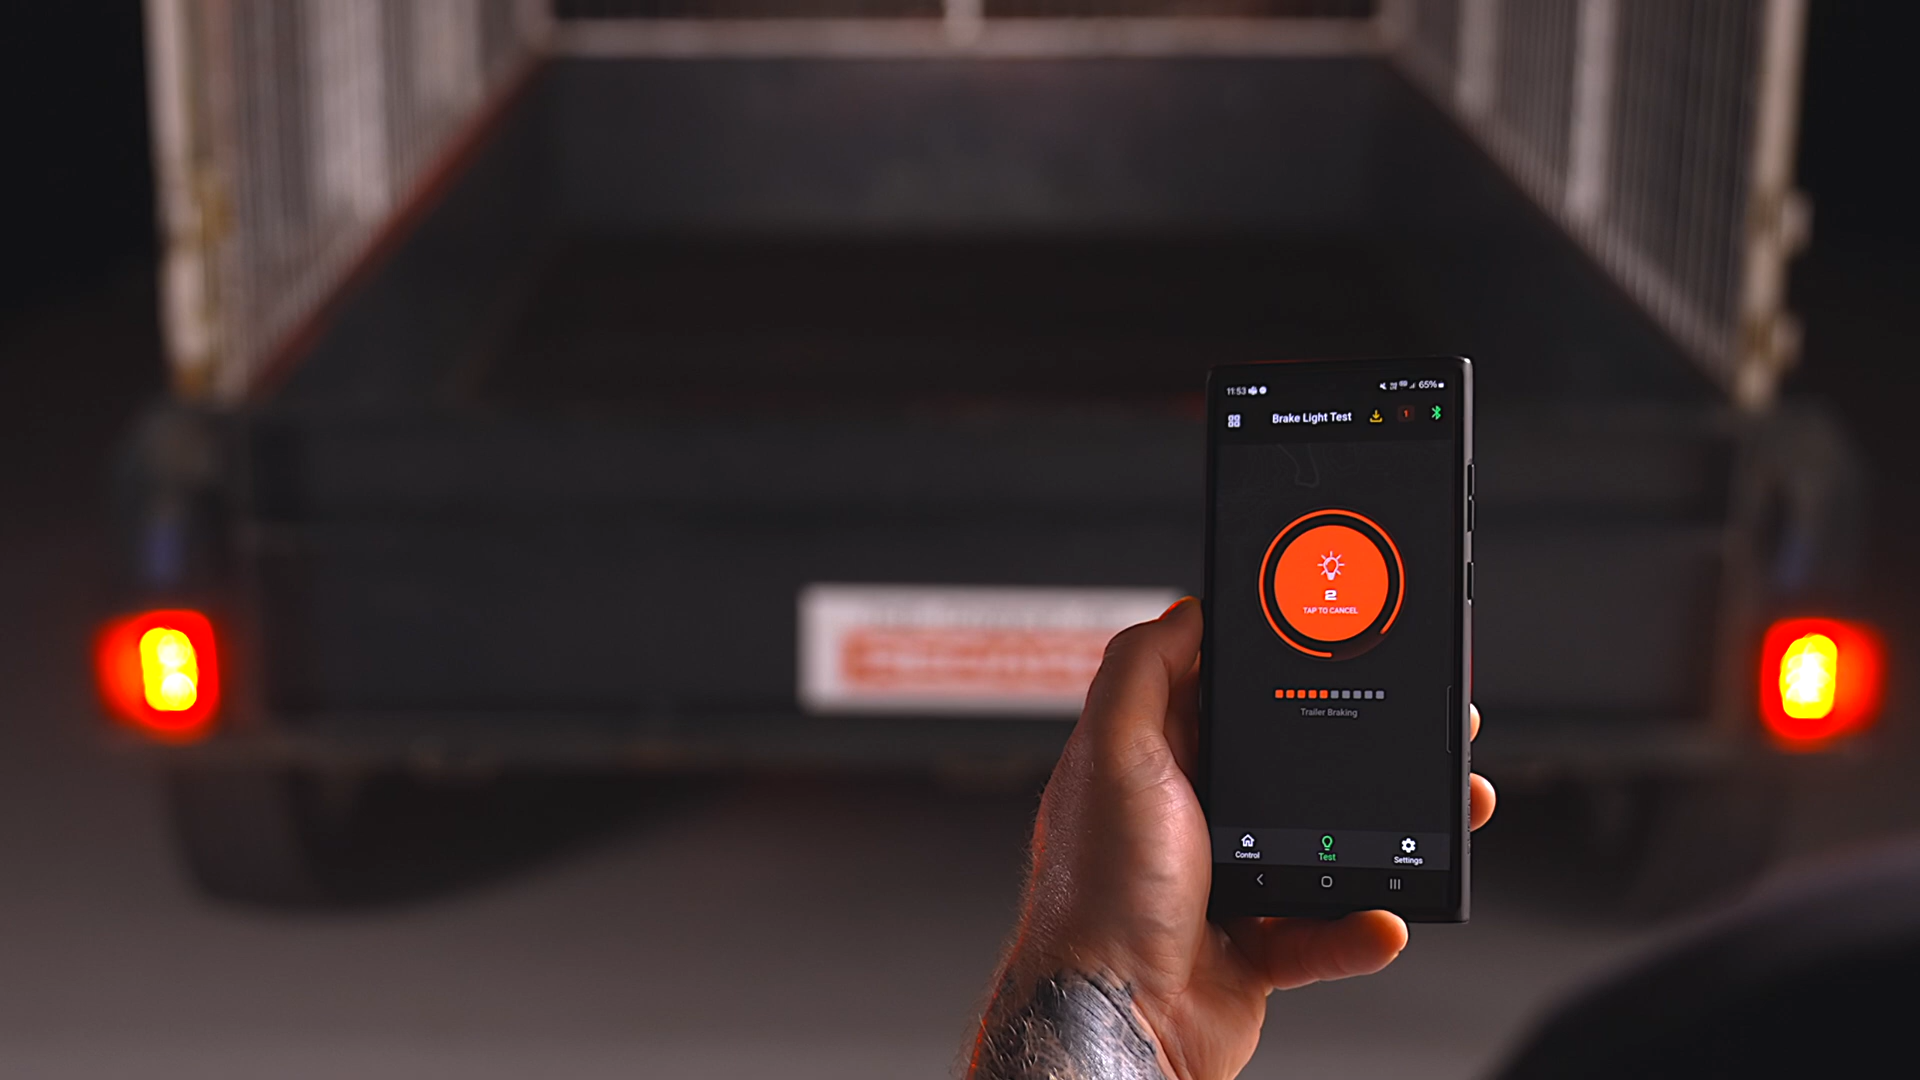 11:53
65%
Brake Light Test
1
2
TAP TO CANCEL
Trailer Braking
Control
Test
Settings